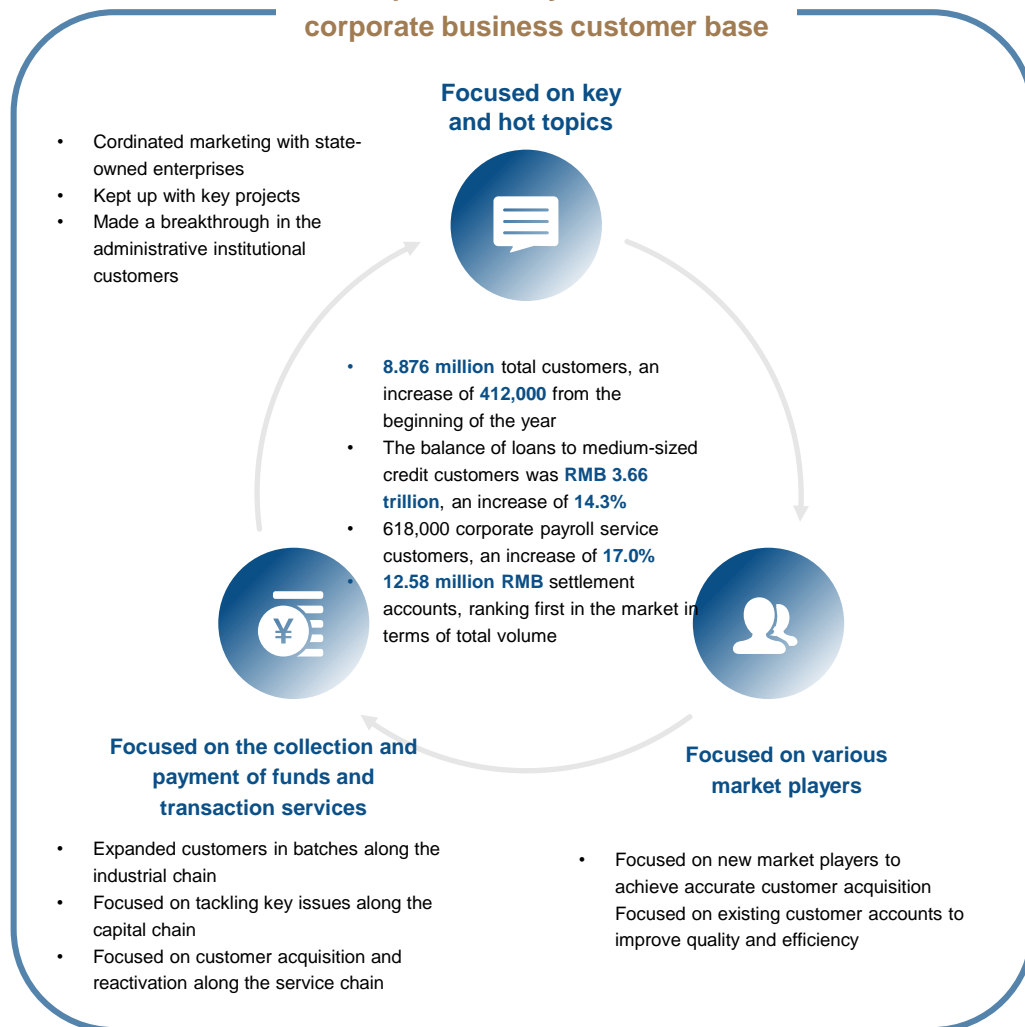 corporate business customer base
Focused on key
and hot topics
• Cordinated marketing with state-
owned enterprises
• Kept up with key projects
• Made a breakthrough in the
administrative institutional
customers
• 8.876 million total customers, an
increase of 412,000 from the
beginning of the year
• The balance of loans to medium-sized
credit customers was RMB 3.66
trillion, an increase of 14.3%
• 618,000 corporate payroll service
customers, an increase of 17.0%
• 12.58 million RMB settlement
accounts, ranking first in the market in
terms of total volume
¥
Focused on the collection and
payment of funds and
transaction services
• Expanded customers in batches along the
industrial chain
• Focused on tackling key issues along the
capital chain
• Focused on customer acquisition and
reactivation along the service chain
Focused on various
market players
• Focused on new market players to
achieve accurate customer acquisition
Focused on existing customer accounts to
improve quality and efficiency